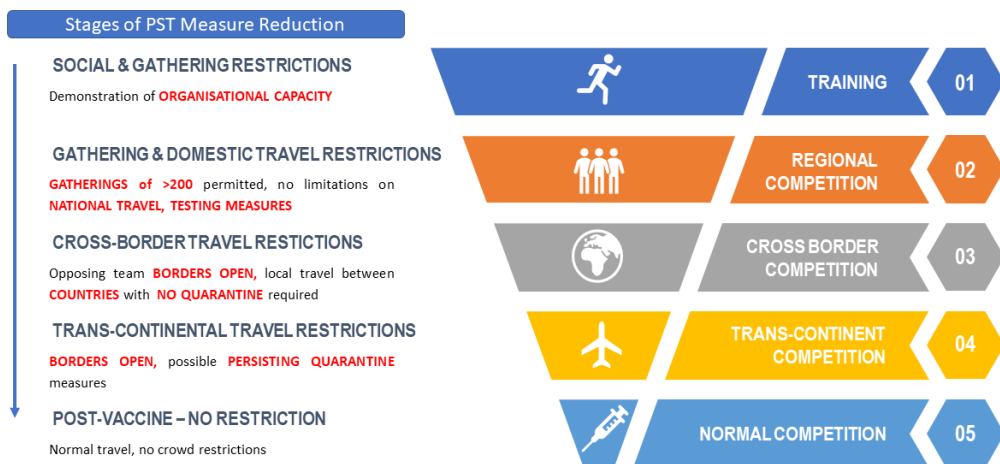 Stages of PST Measure Reduction
SOCIAL & GATHERING RESTRICTIONS
Demonstration of ORGANISATIONAL CAPACITY
TRAINING
01
GATHERING & DOMESTIC TRAVEL RESTRICTIONS
GATHERINGS of >200 permitted, no limitations on
NATIONAL TRAVEL, TESTING MEASURES
REGIONAL
COMPETITION
02
CROSS-BORDER TRAVEL RESTICTIONS
Opposing team BORDERS OPEN, local travel between
COUNTRIES with NO QUARANTINE required
CROSS BORDER
COMPETITION
03
TRANS-CONTINENTAL TRAVEL RESTRICTIONS
BORDERS OPEN, possible PERSISTING QUARANTINE
measures
TRANS-CONTINENT
COMPETITION
04
POST-VACCINE – NO RESTRICTION
Normal travel, no crowd restrictions
NORMAL COMPETITION
05